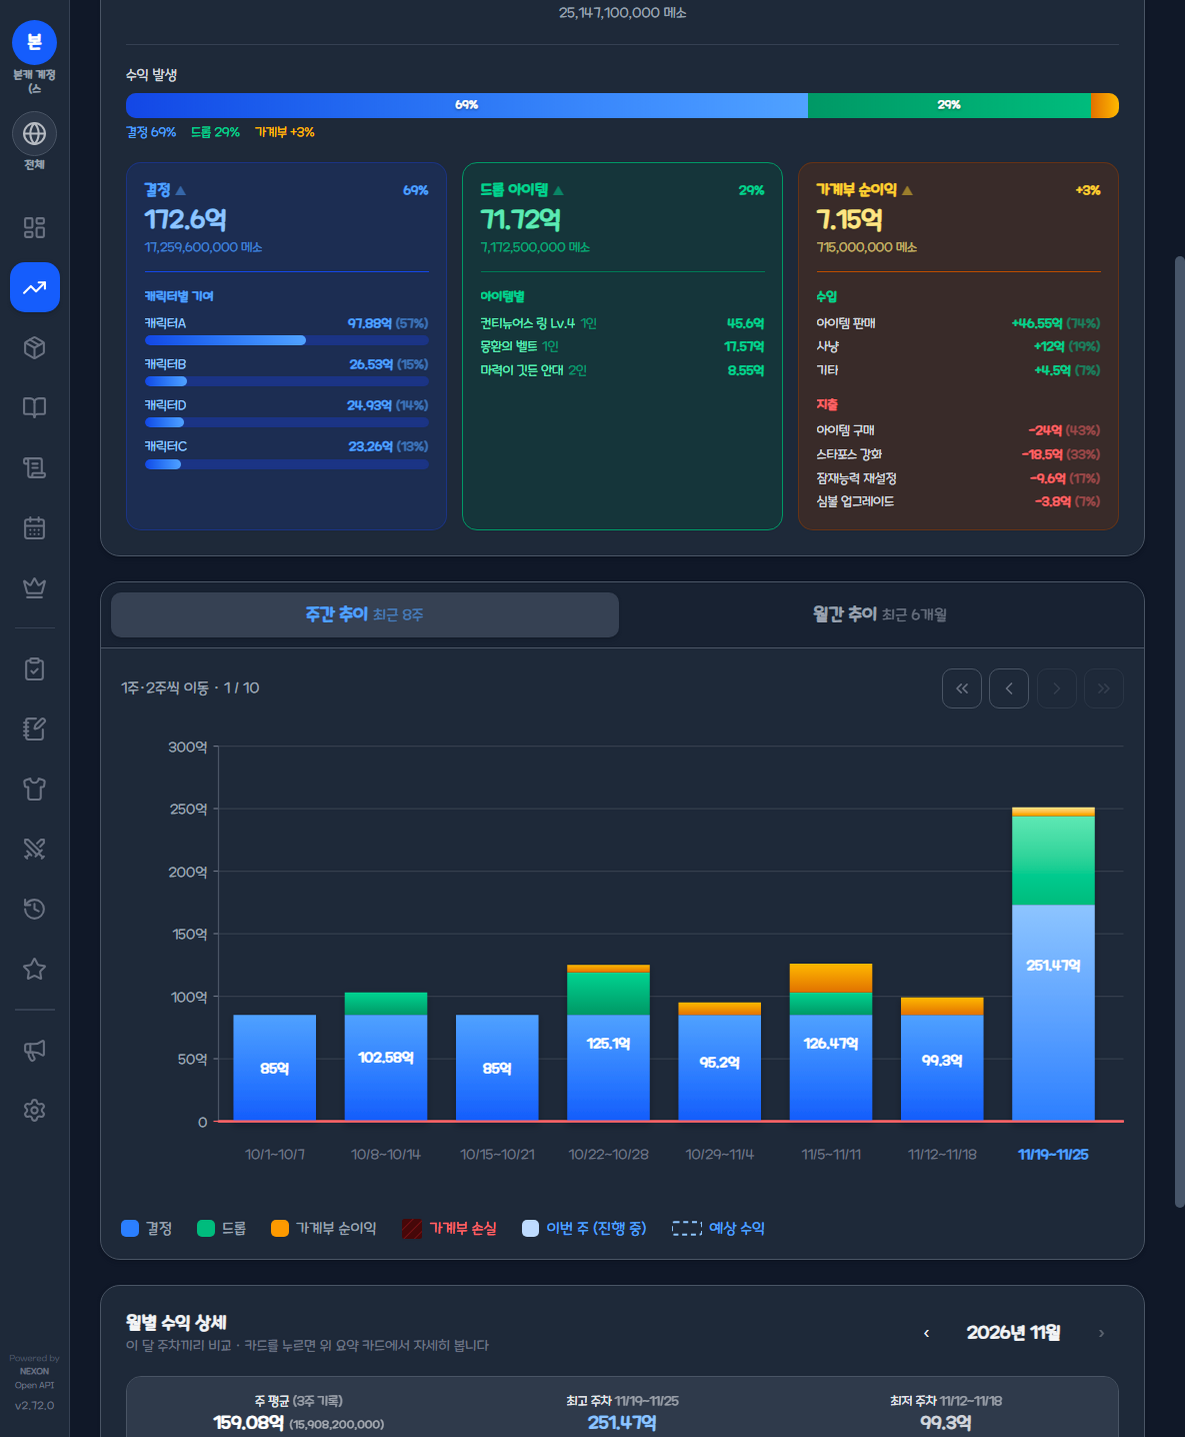 본
본캐 계정
(스
전체
Powered by
NEXON
Open API
v2.72.0
25,147,100,000 메소
수익 발생
69%
29%
결정 69% 드롭 29% 가계부 +3%
결정 ▲ 69%
172.6억
17,259,600,000 메소
캐릭터별 기여
캐릭터A 97.88억 (57%)
캐릭터B 26.53억 (15%)
캐릭터D 24.93억 (14%)
캐릭터C 23.26억 (13%)
드롭 아이템 ▲ 29%
71.72억
7,172,500,000 메소
아이템별
컨티뉴어스 링 Lv.4 1인 45.6억
몽환의 벨트 1인 17.57억
마력이 깃든 안대 2인 8.55억
가계부 순이익 ▲ +3%
7.15억
715,000,000 메소
수입
아이템 판매 +46.55억 (74%)
사냥 +12억 (19%)
기타 +4.5억 (7%)
지출
아이템 구매 -24억 (43%)
스타포스 강화 -18.5억 (33%)
잠재능력 재설정 -9.6억 (17%)
심볼 업그레이드 -3.8억 (7%)
주간 추이 최근 8주
월간 추이 최근 6개월
1주·2주씩 이동 · 1 / 10
300억
250억
200억
150억
100억
50억
0
85억
102.58억
85억
125.1억
95.2억
126.47억
99.3억
251.47억
10/1~10/7
10/8~10/14
10/15~10/21
10/22~10/28
10/29~11/4
11/5~11/11
11/12~11/18
11/19~11/25
결정 드롭 가계부 순이익 가계부 손실 이번 주 (진행 중) 예상 수익
월별 수익 상세
이 달 주차끼리 비교 · 카드를 누르면 위 요약 카드에서 자세히 봅니다
‹ 2026년 11월 ›
주 평균 (3주 기록)
159.08억 (15,908,200,000)
최고 주차 11/19~11/25
251.47억
최저 주차 11/12~11/18
99.3억